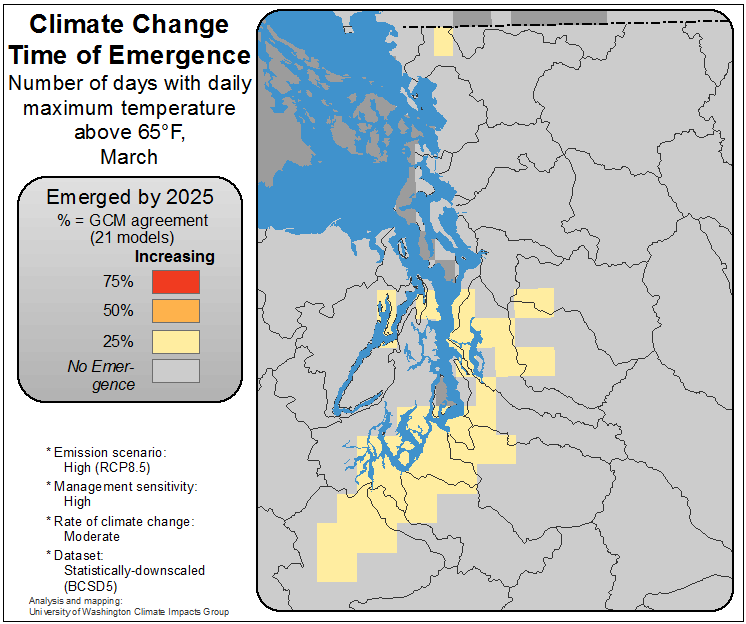 Climate Change
Time of Emergence
Number of days with daily
maximum temperature
above 65°F,
March
Emerged by 2025
% = GCM agreement
(21 models)
Increasing
75%
50%
25%
No Emer-
gence
* Emission scenario:
High (RCP8.5)
* Management sensitivity:
High
* Rate of climate change:
Moderate
* Dataset:
Statistically-downscaled
(BCSD5)
Analysis and mapping:
University of Washington Climate Impacts Group